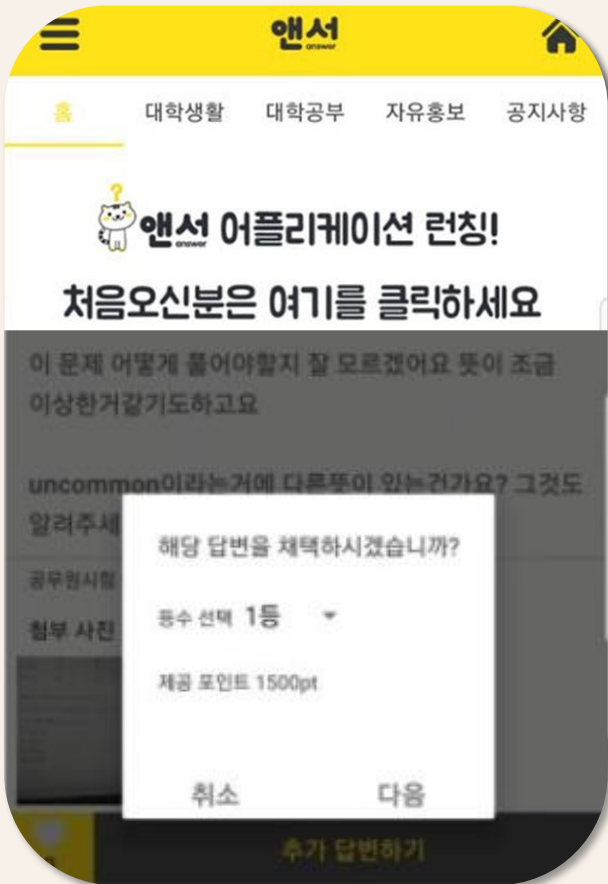 앤서
answer
홈 대학생활 대학공부 자유홍보 공지사항
?
앤서 어플리케이션 런칭!
answer
처음오신분은 여기를 클릭하세요
이 문제 어떻게 풀어야할지 잘 모르겠어요 뜻이 조금
이상한거같기도하고요
uncommon이라는거에 다른뜻이 있는건가요? 그것도
알려주세
공무원시험
첨부 사진
해당 답변을 채택하시겠습니까?
등수 선택 1등
제공 포인트 1500pt
취소 다음
추가 답변하기